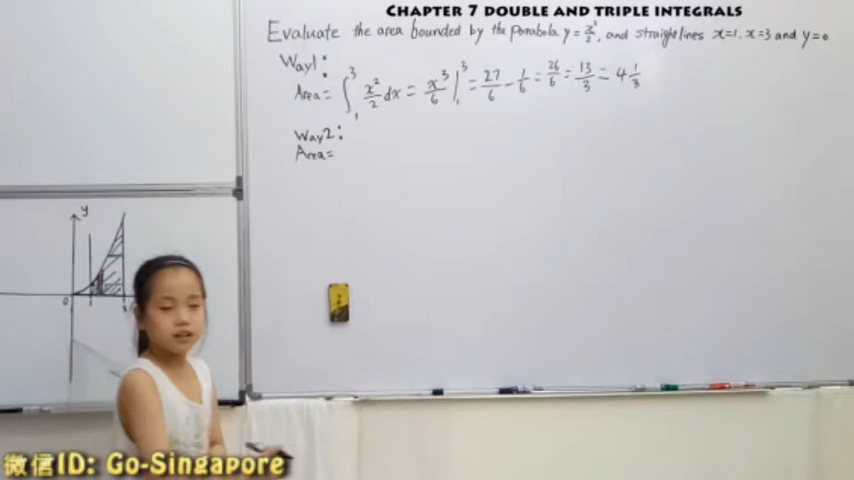 CHAPTER 7 DOUBLE AND TRIPLE INTEGRALS
Evaluate the area bounded by the parabola y = x²/2, and straight lines x=1, x=3 and y=0
Way1:
Area= ∫₁³ x²/2 dx = x³/6 |₁³ = 27/6 - 1/6 = 26/6 = 13/3 = 4 1/3
Way2:
Area=
y
0
微信ID: Go-Singapore